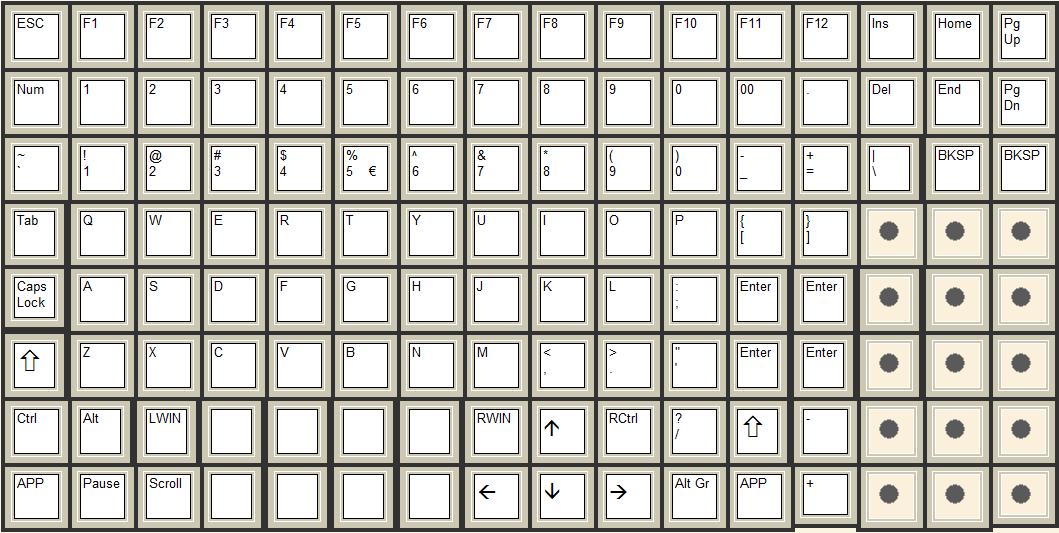 ESC F1 F2 F3 F4 F5 F6 F7 F8 F9 F10 F11 F12 Ins Home Pg
Up
Num 1 2 3 4 5 6 7 8 9 0 00 . Del End Pg
Dn
~ ! @ # $ % ^ & * ( ) - + | BKSP BKSP
` 1 2 3 4 5 € 6 7 8 9 0 _ = \
Tab Q W E R T Y U I O P { }
[ ]
Caps A S D F G H J K L : Enter Enter
Lock ;
⇧ Z X C V B N M < > " Enter Enter
, . '
Ctrl Alt LWIN RWIN ↑ RCtrl ? ⇧ -
/
APP Pause Scroll ← ↓ → Alt Gr APP +